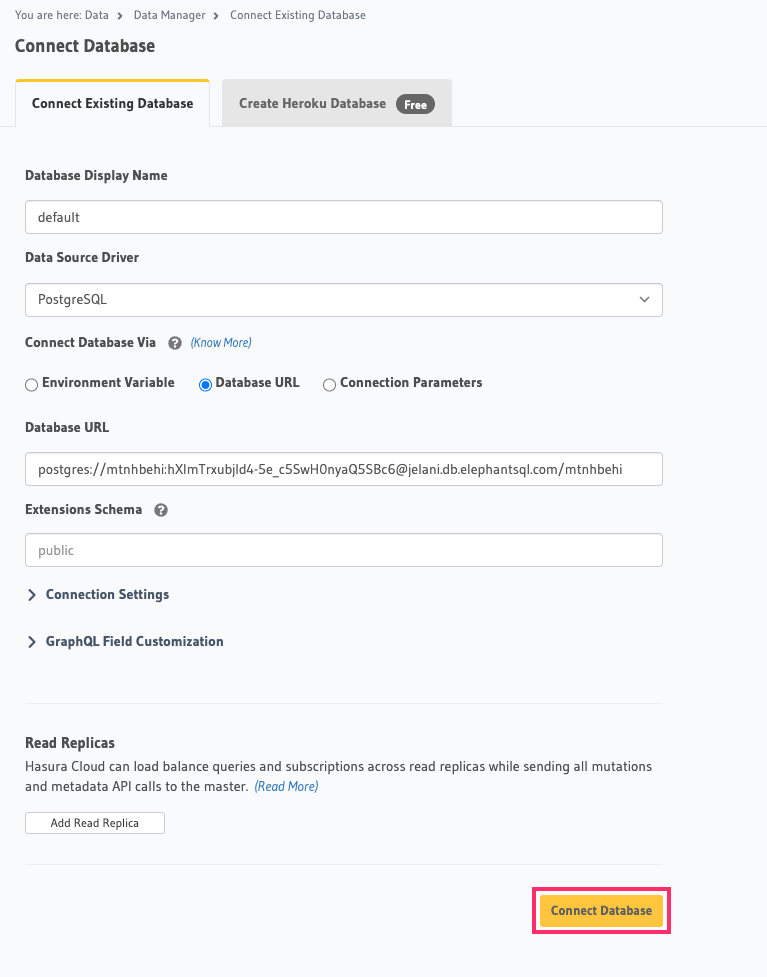 You are here: Data > Data Manager > Connect Existing Database
Connect Database
Connect Existing Database
Create Heroku Database Free
Database Display Name
default
Data Source Driver
PostgreSQL
Connect Database Via ? (Know More)
Environment Variable Database URL Connection Parameters
Database URL
postgres://mtnhbehi:hXlmTrxubjld4-5e_c5SwH0nyaQ5SBc6@jelani.db.elephantsql.com/mtnhbehi
Extensions Schema ?
public
Connection Settings
GraphQL Field Customization
Read Replicas
Hasura Cloud can load balance queries and subscriptions across read replicas while sending all mutations
and metadata API calls to the master. (Read More)
Add Read Replica
Connect Database